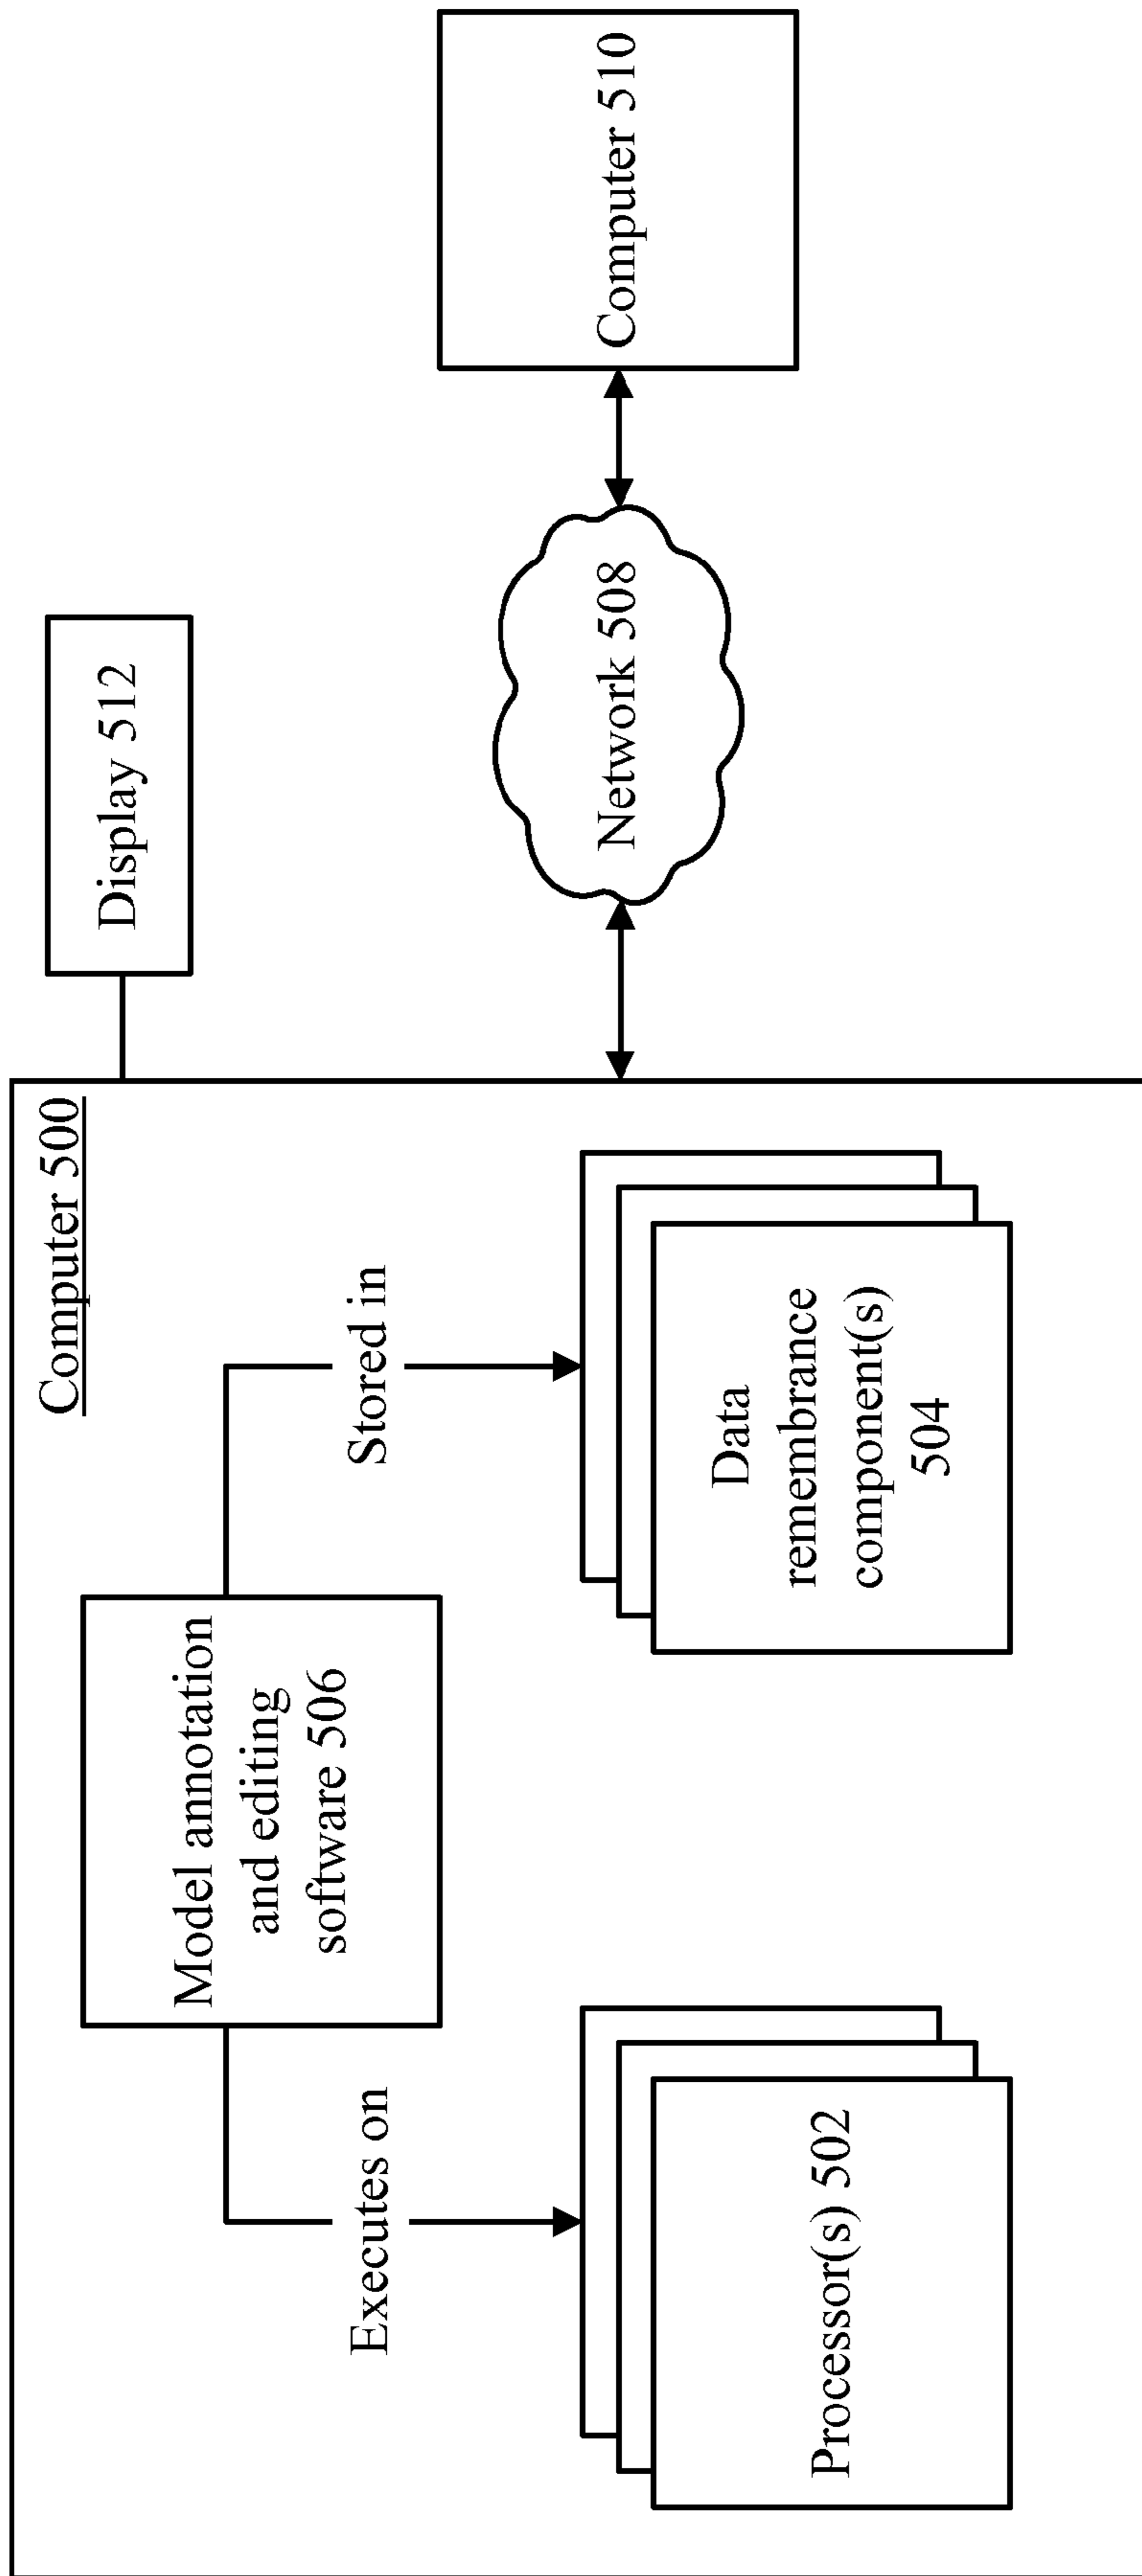 Computer 500
Display 512
Model annotation
and editing
software 506
Executes on
Stored in
Processor(s) 502
Data
remembrance
component(s)
504
Network 508
Computer 510